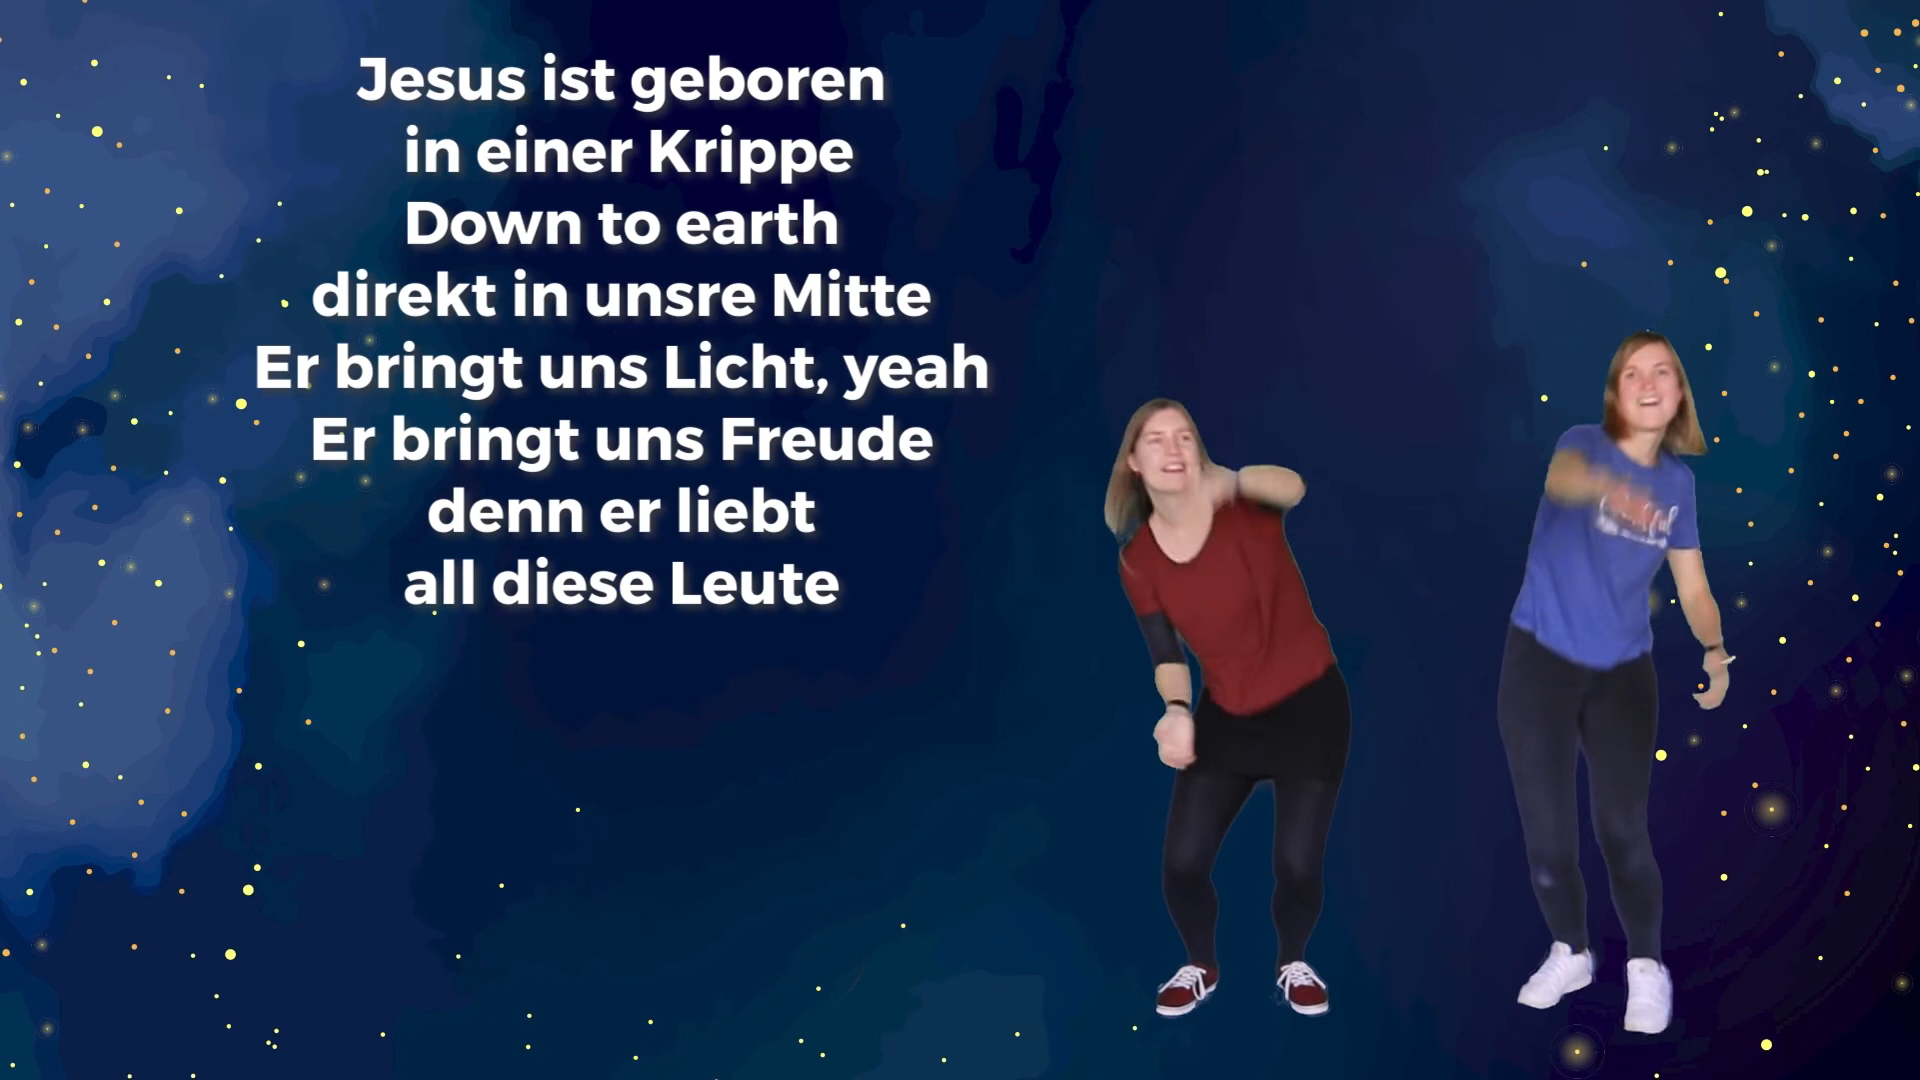 Jesus ist geboren
in einer Krippe
Down to earth
direkt in unsre Mitte
Er bringt uns Licht, yeah
Er bringt uns Freude
denn er liebt
all diese Leute